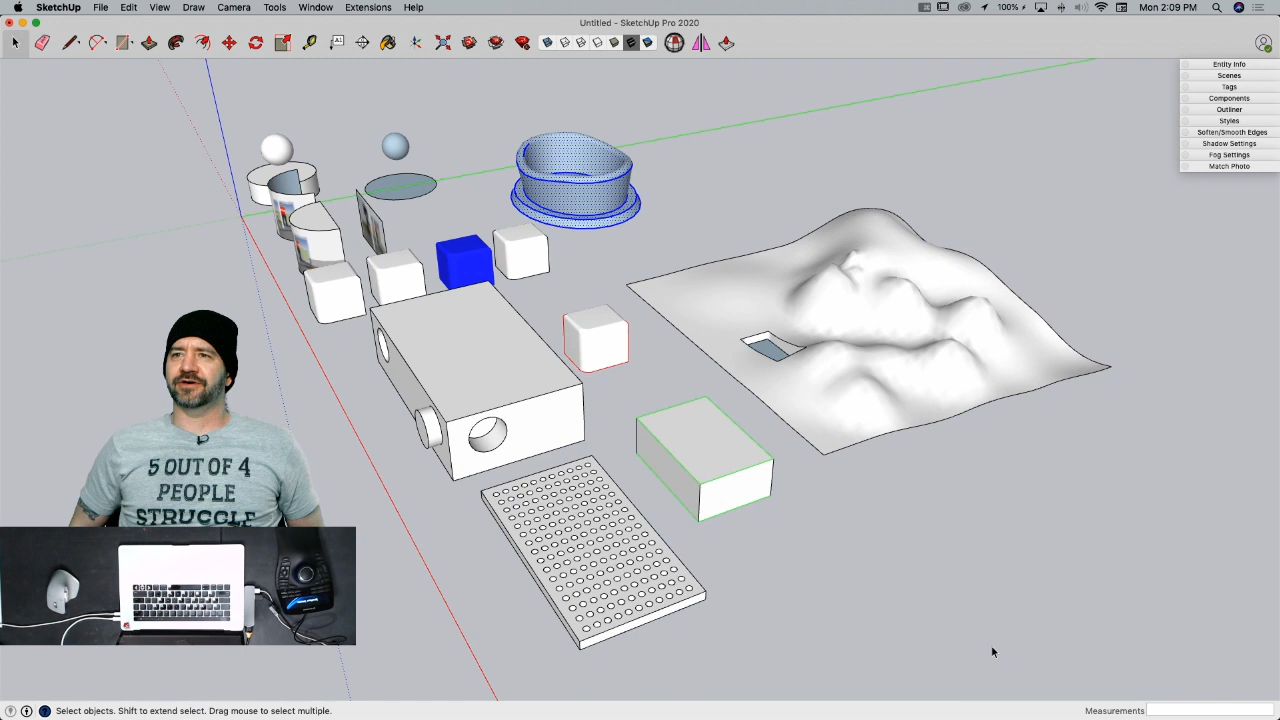 SketchUp File Edit View Draw Camera Tools Window Extensions Help 100% Mon 2:09 PM
Untitled - SketchUp Pro 2020
Entity Info
Scenes
Tags
Components
Outliner
Styles
Soften/Smooth Edges
Shadow Settings
Fog Settings
Match Photo
5 OUT OF 4
PEOPLE
STRUGGLE
Select objects. Shift to extend select. Drag mouse to select multiple.
Measurements